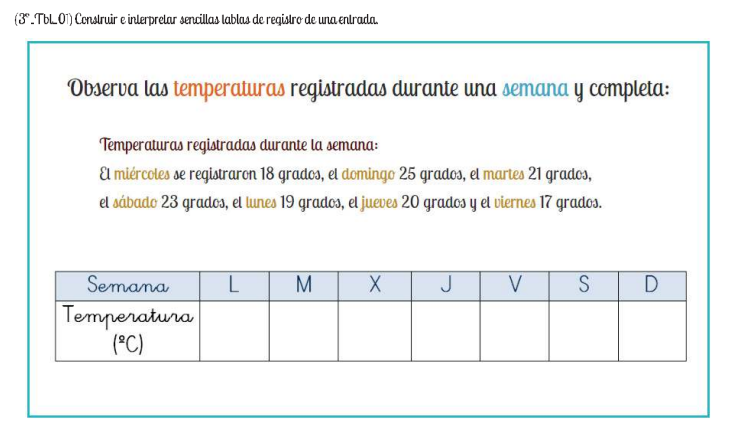 (3º_TbL_01) Construir e interpretar sencillas tablas de registro de una entrada.
Observa las temperaturas registradas durante una semana y completa:
Temperaturas registradas durante la semana:
El miércoles se registraron 18 grados, el domingo 25 grados, el martes 21 grados,
el sábado 23 grados, el lunes 19 grados, el jueves 20 grados y el viernes 17 grados.
Semana L M X J V S D
Temperatura
(ºC)